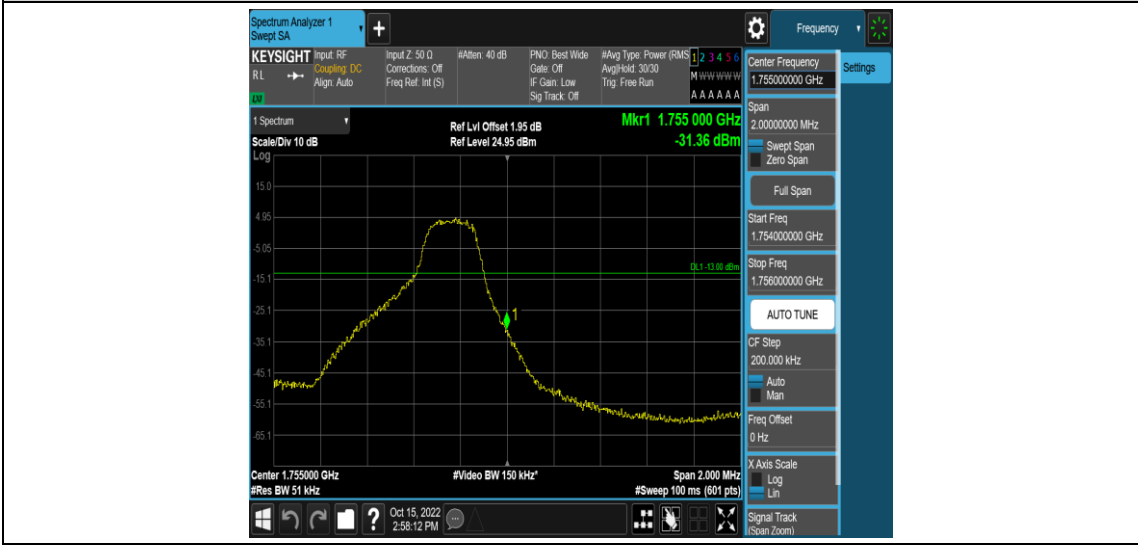 Spectrum Analyzer 1
Swept SA
Frequency
KEYSIGHT
RL
Input: RF
Coupling: DC
Align: Auto
Input Z: 50 Ω
Corrections: Off
Freq Ref: Int (S)
#Atten: 40 dB
PNO: Best Wide
Gate: Off
IF Gain: Low
Sig Track: Off
#Avg Type: Power (RMS
Avg|Hold: 30/30
Trig: Free Run
1 2 3 4 5 6
M W W W W W
A A A A A A
1 Spectrum
Scale/Div 10 dB
Log
Ref Lvl Offset 1.95 dB
Ref Level 24.95 dBm
Mkr1 1.755 000 GHz
-31.36 dBm
15.0
4.95
-5.05
DL1 -13.00 dBm
-15.1
-25.1
1
-35.1
-45.1
-55.1
-65.1
Center 1.755000 GHz
#Video BW 150 kHz*
Span 2.000 MHz
#Res BW 51 kHz
#Sweep 100 ms (601 pts)
Oct 15, 2022
2:58:12 PM
?
Center Frequency
1.755000000 GHz
Settings
Span
2.00000000 MHz
Swept Span
Zero Span
Full Span
Start Freq
1.754000000 GHz
Stop Freq
1.756000000 GHz
AUTO TUNE
CF Step
200.000 kHz
Auto
Man
Freq Offset
0 Hz
X Axis Scale
Log
Lin
Signal Track
(Span Zoom)